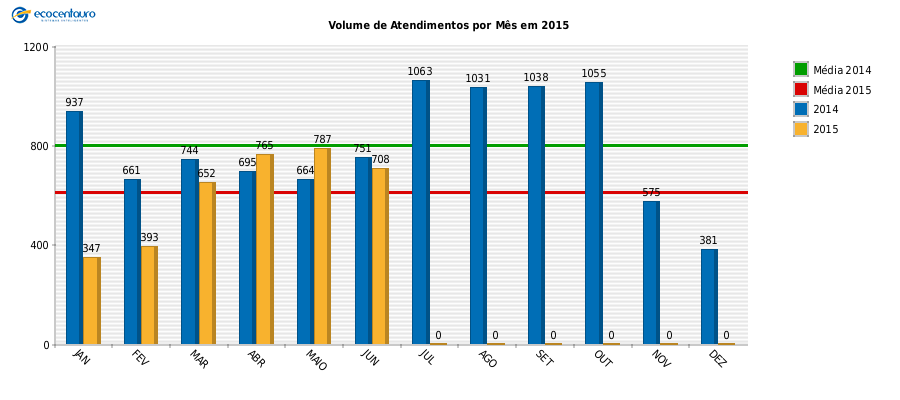 ecocentauro
Volume de Atendimentos por Mês em 2015
1200
800
400
0
937
347
661
393
744
652
695
765
664
787
751
708
1063
0
1031
0
1038
0
1055
0
575
0
381
0
JAN
FEV
MAR
ABR
MAIO
JUN
JUL
AGO
SET
OUT
NOV
DEZ
Média 2014
Média 2015
2014
2015